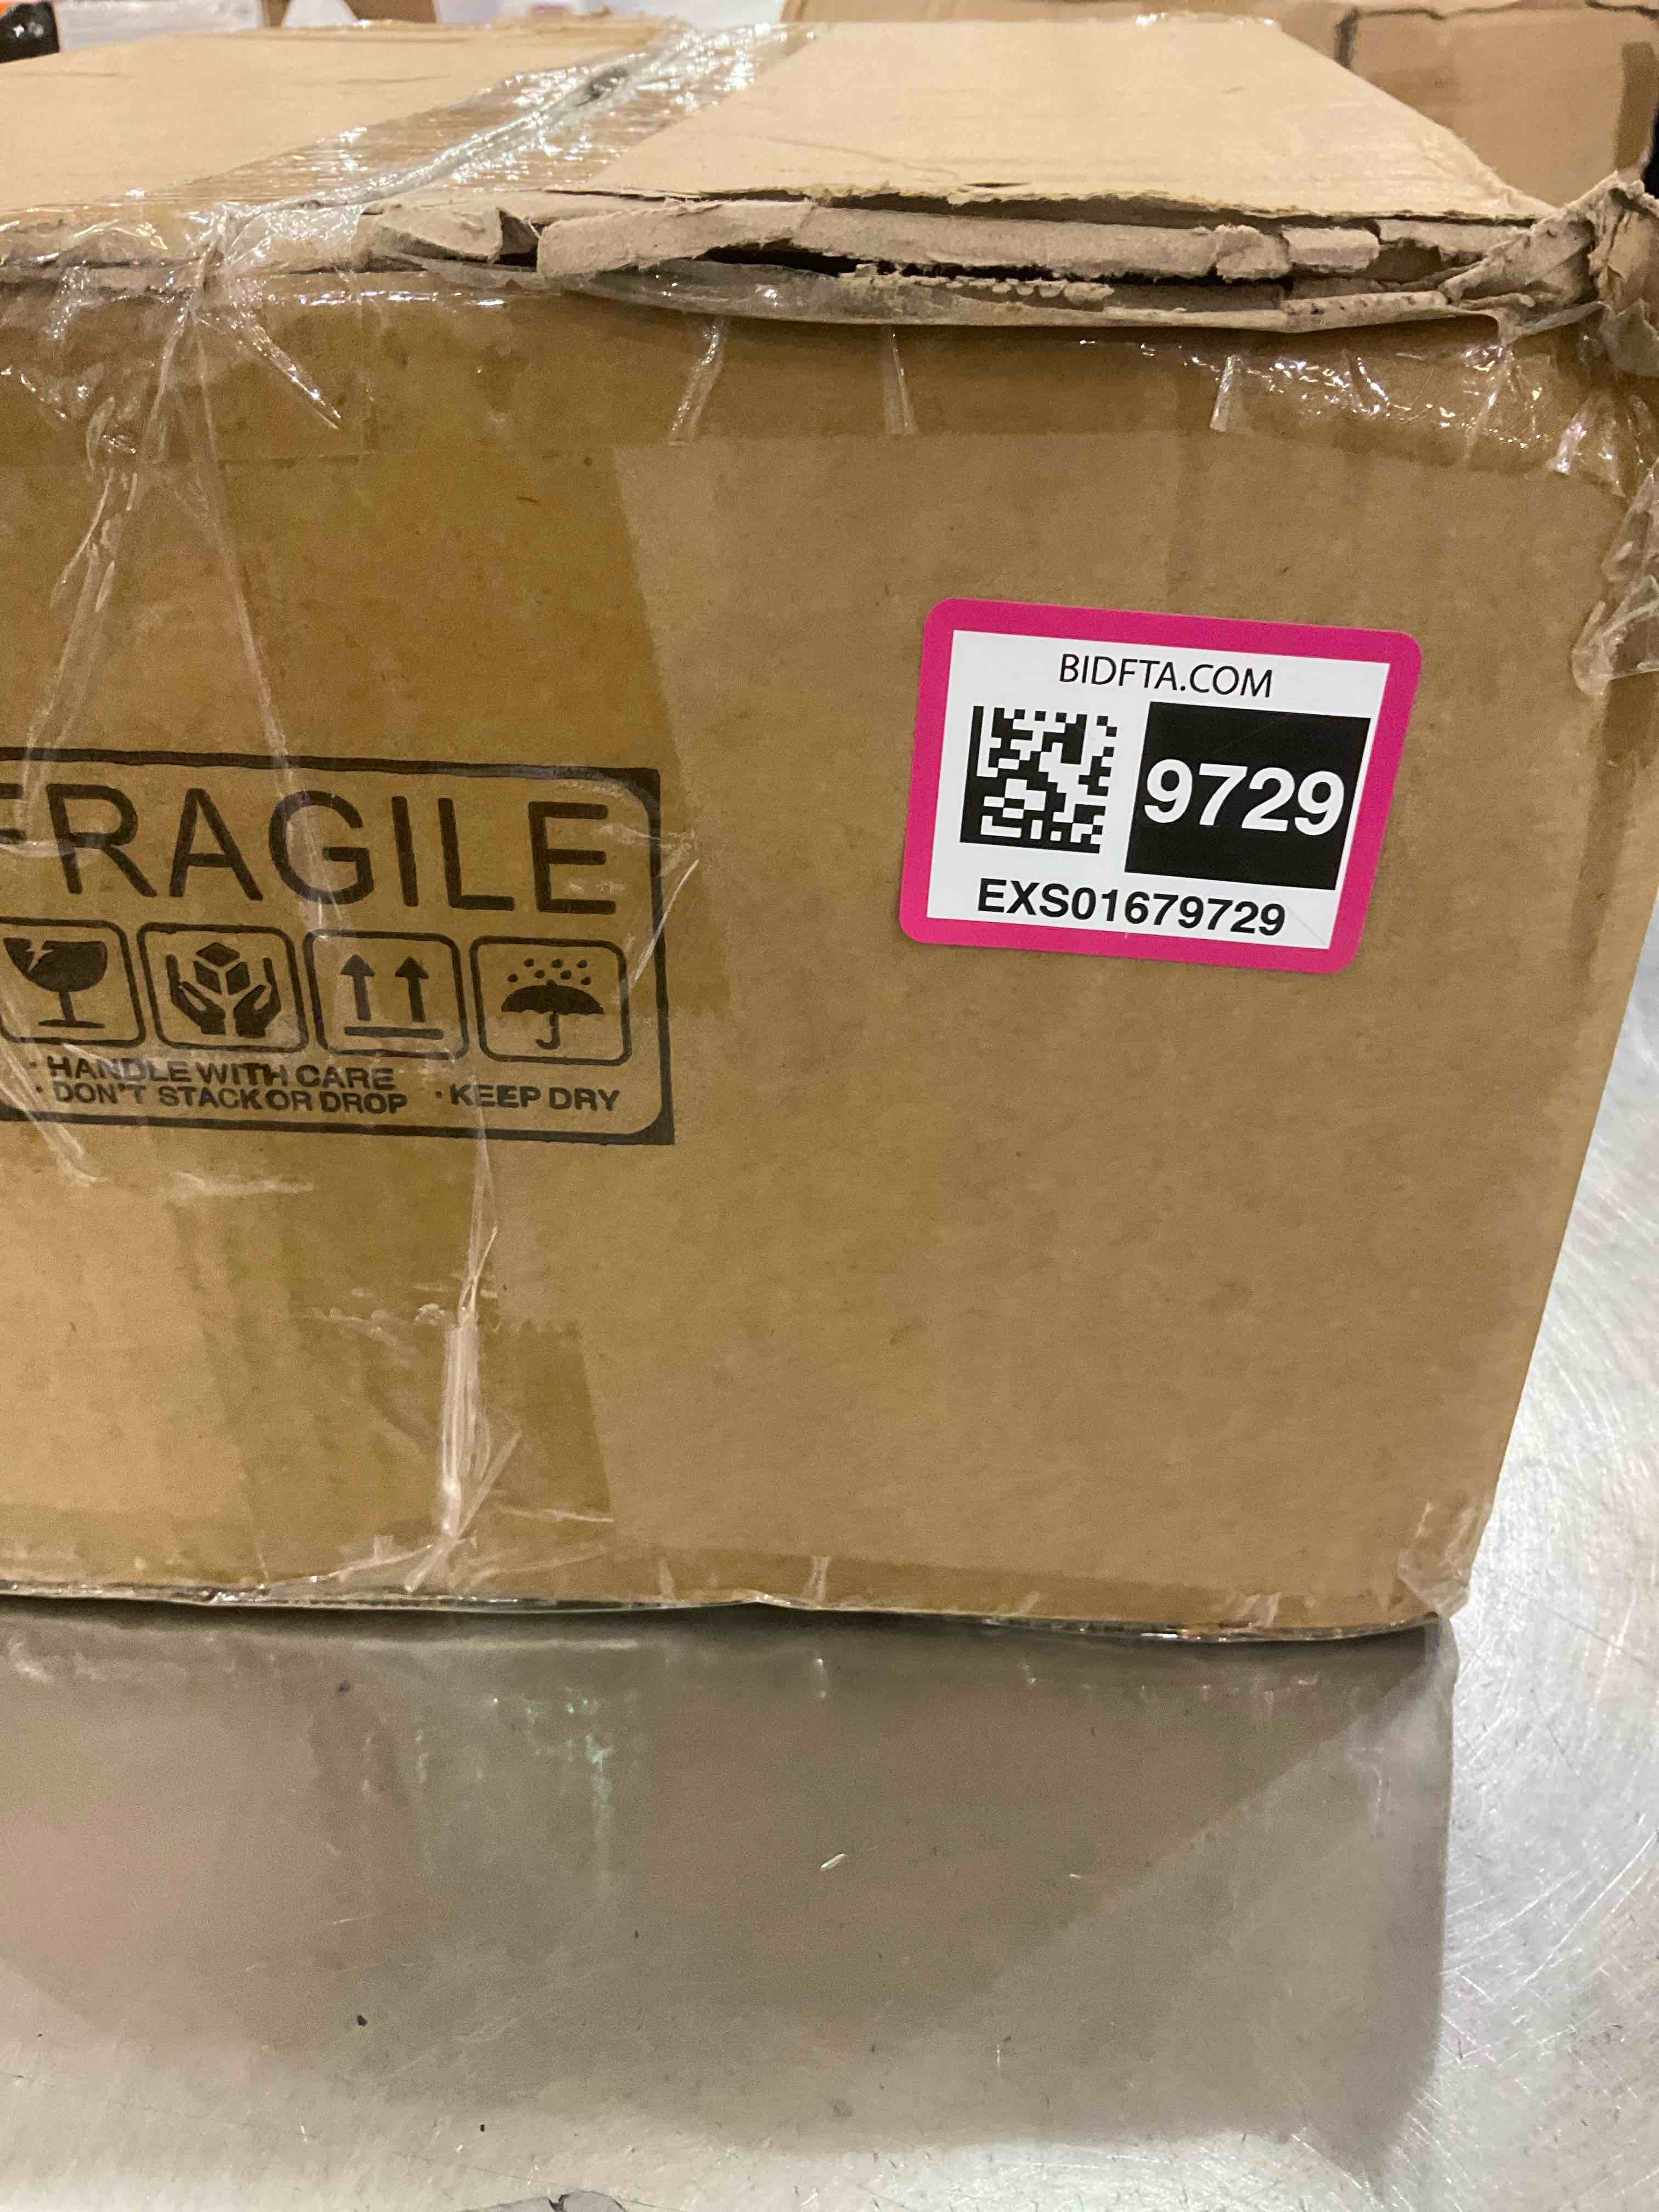 BIDFTA.COM
9729
EXS01679729
FRAGILE
· HANDLE WITH CARE
· DON'T STACK OR DROP · KEEP DRY